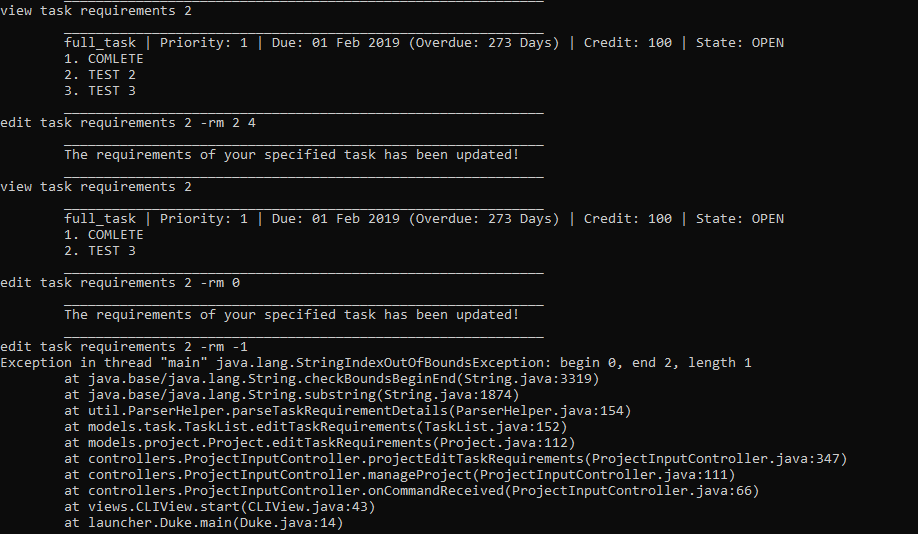 view task requirements 2
full_task | Priority: 1 | Due: 01 Feb 2019 (Overdue: 273 Days) | Credit: 100 | State: OPEN
1. COMLETE
2. TEST 2
3. TEST 3
edit task requirements 2 -rm 2 4
The requirements of your specified task has been updated!
view task requirements 2
full_task | Priority: 1 | Due: 01 Feb 2019 (Overdue: 273 Days) | Credit: 100 | State: OPEN
1. COMLETE
2. TEST 3
edit task requirements 2 -rm 0
The requirements of your specified task has been updated!
edit task requirements 2 -rm -1
Exception in thread "main" java.lang.StringIndexOutOfBoundsException: begin 0, end 2, length 1
at java.base/java.lang.String.checkBoundsBeginEnd(String.java:3319)
at java.base/java.lang.String.substring(String.java:1874)
at util.ParserHelper.parseTaskRequirementDetails(ParserHelper.java:154)
at models.task.TaskList.editTaskRequirements(TaskList.java:152)
at models.project.Project.editTaskRequirements(Project.java:112)
at controllers.ProjectInputController.projectEditTaskRequirements(ProjectInputController.java:347)
at controllers.ProjectInputController.manageProject(ProjectInputController.java:111)
at controllers.ProjectInputController.onCommandReceived(ProjectInputController.java:66)
at views.CLIView.start(CLIView.java:43)
at launcher.Duke.main(Duke.java:14)